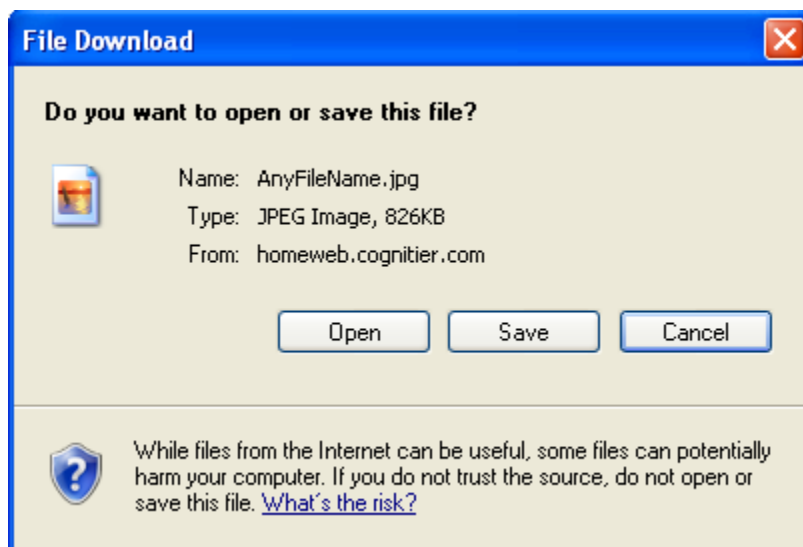 File Download
Do you want to open or save this file?
Name: AnyFileName.jpg
Type: JPEG Image, 826KB
From: homeweb.cognitier.com
Open Save Cancel
While files from the Internet can be useful, some files can potentially
harm your computer. If you do not trust the source, do not open or
save this file. What's the risk?